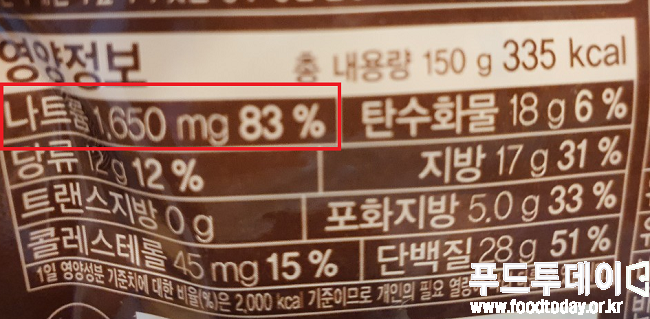 영양정보 총 내용량 150 g 335 kcal
나트륨 1,650 mg 83 % 탄수화물 18 g 6 %
당류 12 g 12 % 지방 17 g 31 %
트랜스지방 0 g 포화지방 5.0 g 33 %
콜레스테롤 45 mg 15 % 단백질 28 g 51 %
1일 영양성분 기준치에 대한 비율(%)은 2,000 kcal 기준이므로 개인의 필요 열량
푸드투데이
www.foodtoday.or.kr